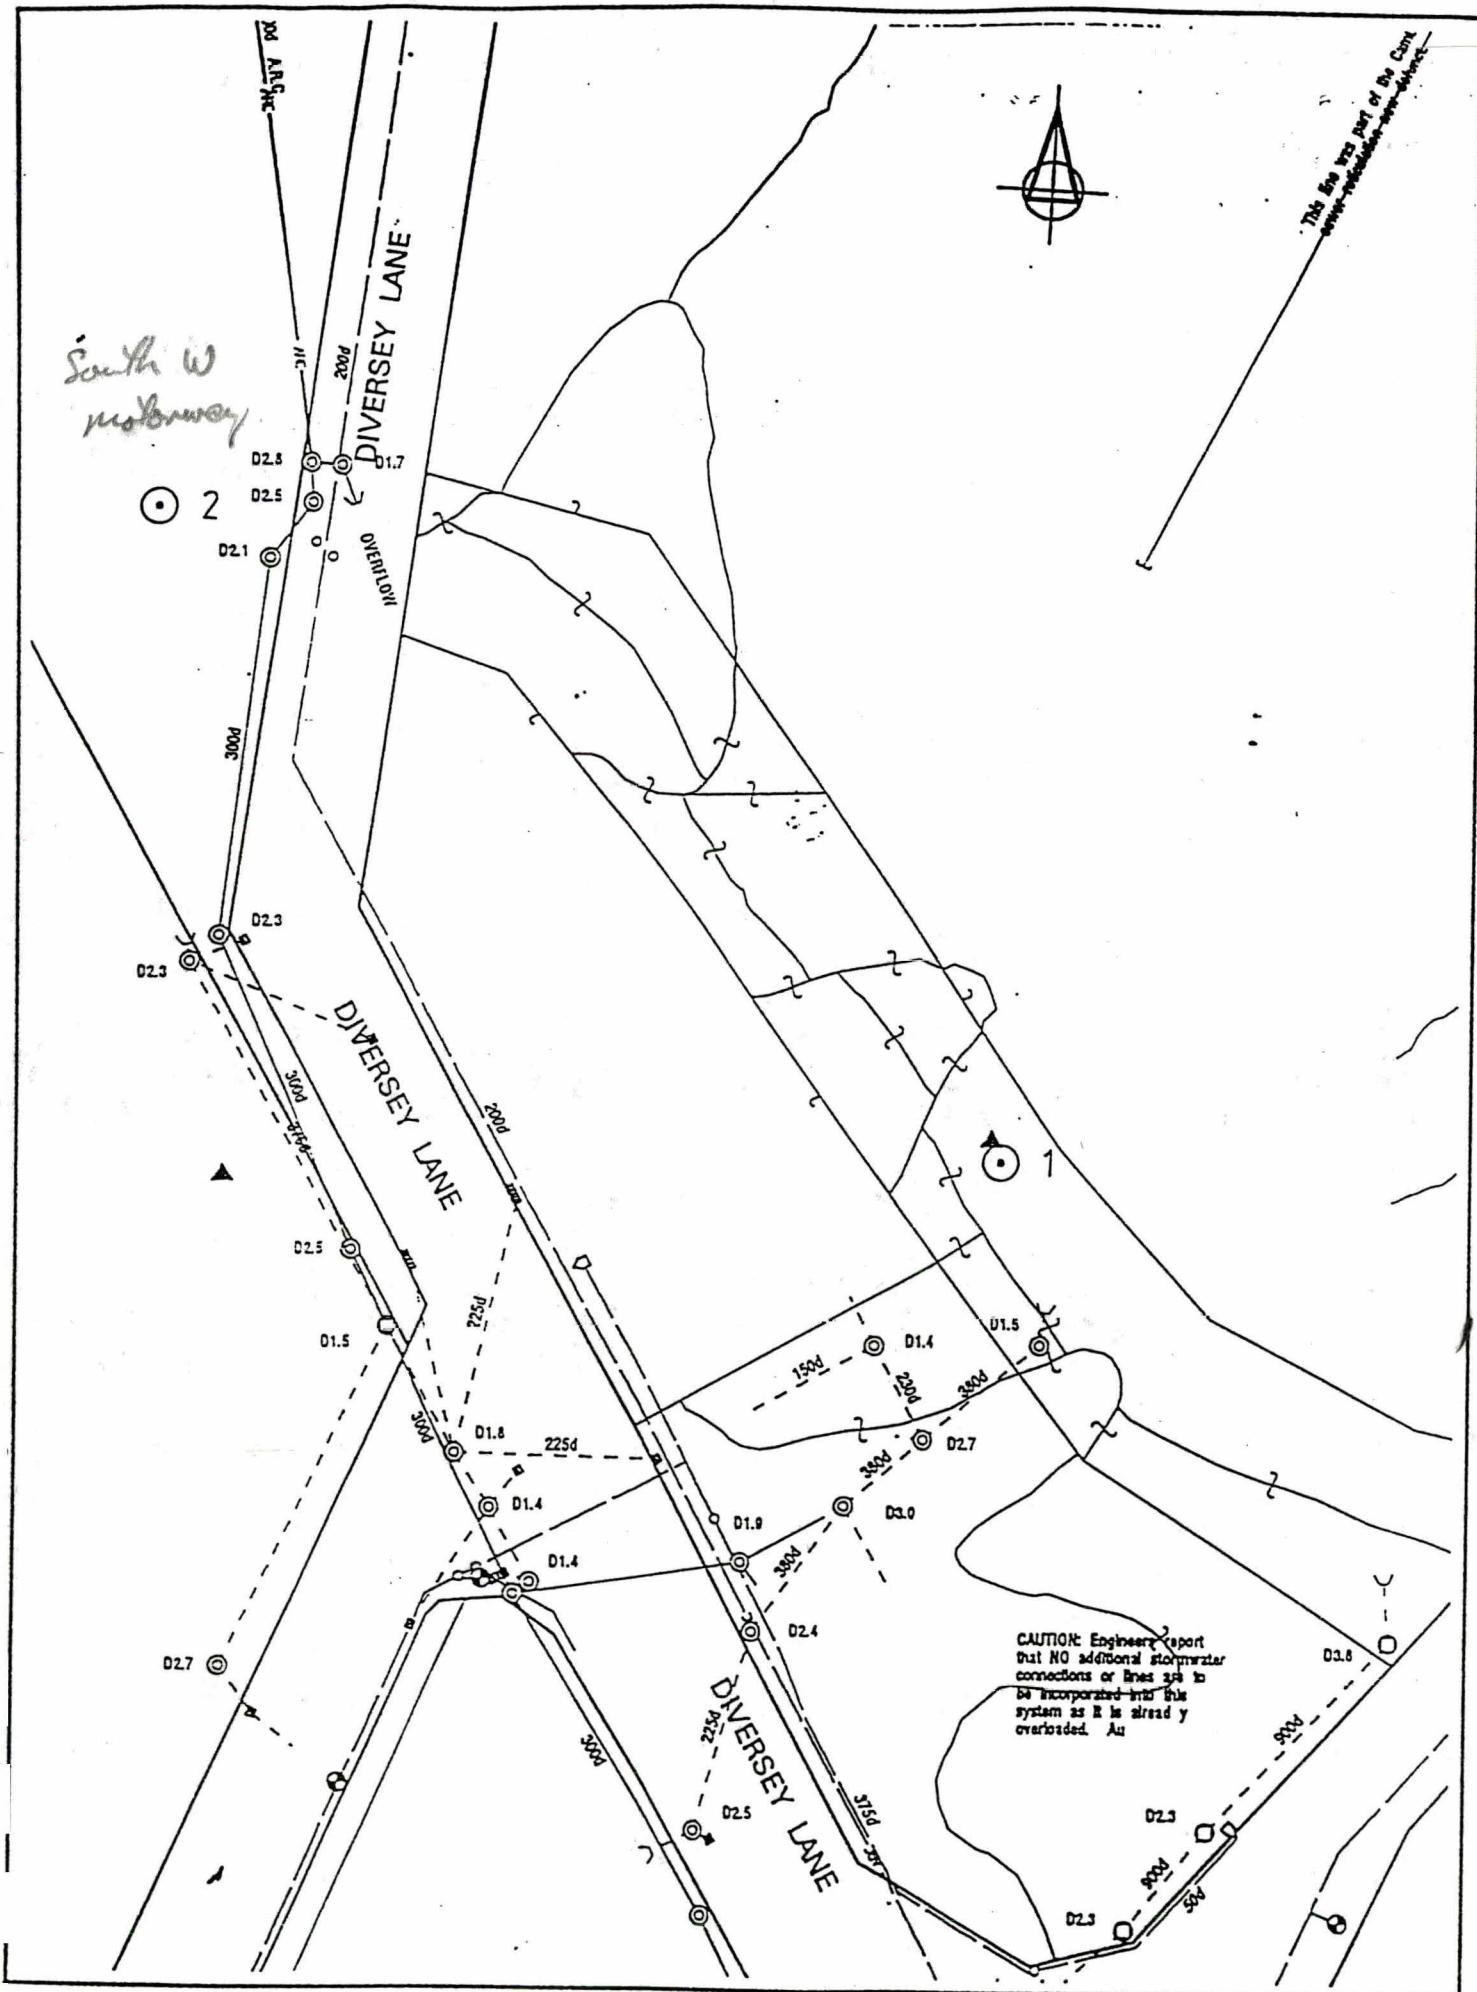 This line was part of the
sewer reticulation now defunct
DIVERSEY LANE
200d
South W
motorway
D2.8
D1.7
D2.5
2
D2.1
OVERFLOW
300d
D2.3
D2.3
DIVERSEY LANE
300d
200d
1
D2.5
225d
D1.5
D1.4
D1.5
150d
230d
380d
300d
D1.8
225d
D2.7
380d
D1.4
D3.0
D1.9
D1.4
380d
D2.4
D2.7
CAUTION: Engineers report
that NO additional stormwater
connections or lines are to
be incorporated into this
system as it is already
overloaded. Au
D3.8
DIVERSEY LANE
225d
300d
900d
375d
D2.5
D2.3
900d
50d
D2.3